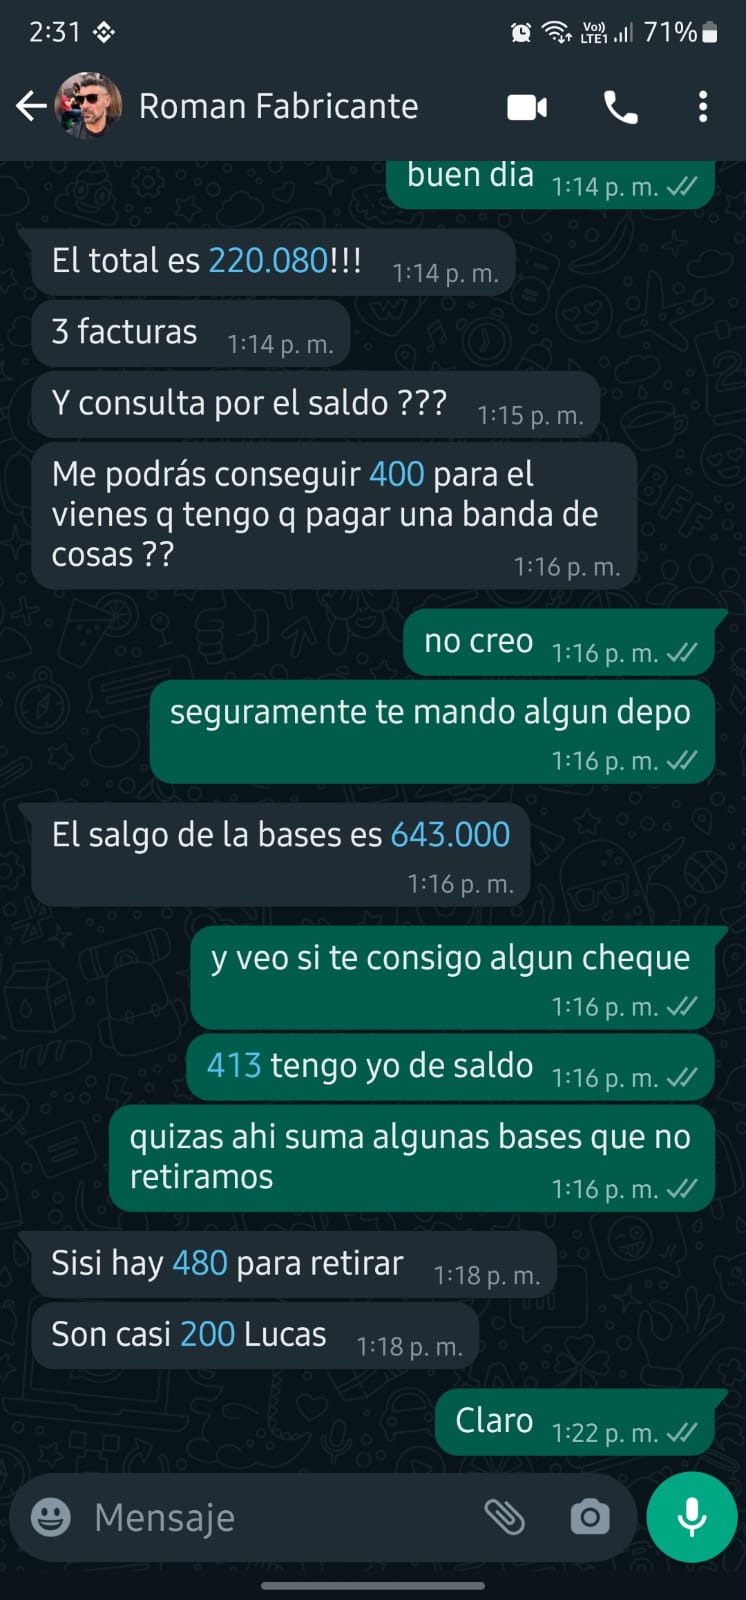 2:31
Vo))
LTE1
71%
Roman Fabricante
buen dia 1:14 p. m.
El total es 220.080!!! 1:14 p. m.
3 facturas 1:14 p. m.
Y consulta por el saldo ??? 1:15 p. m.
Me podrás conseguir 400 para el
vienes q tengo q pagar una banda de
cosas ??
1:16 p. m.
no creo 1:16 p. m.
seguramente te mando algun depo
1:16 p. m.
El salgo de la bases es 643.000
1:16 p. m.
y veo si te consigo algun cheque
1:16 p. m.
413 tengo yo de saldo 1:16 p. m.
quizas ahi suma algunas bases que no
retiramos 1:16 p. m.
Sisi hay 480 para retirar 1:18 p. m.
Son casi 200 Lucas 1:18 p. m.
Claro 1:22 p. m.
Mensaje